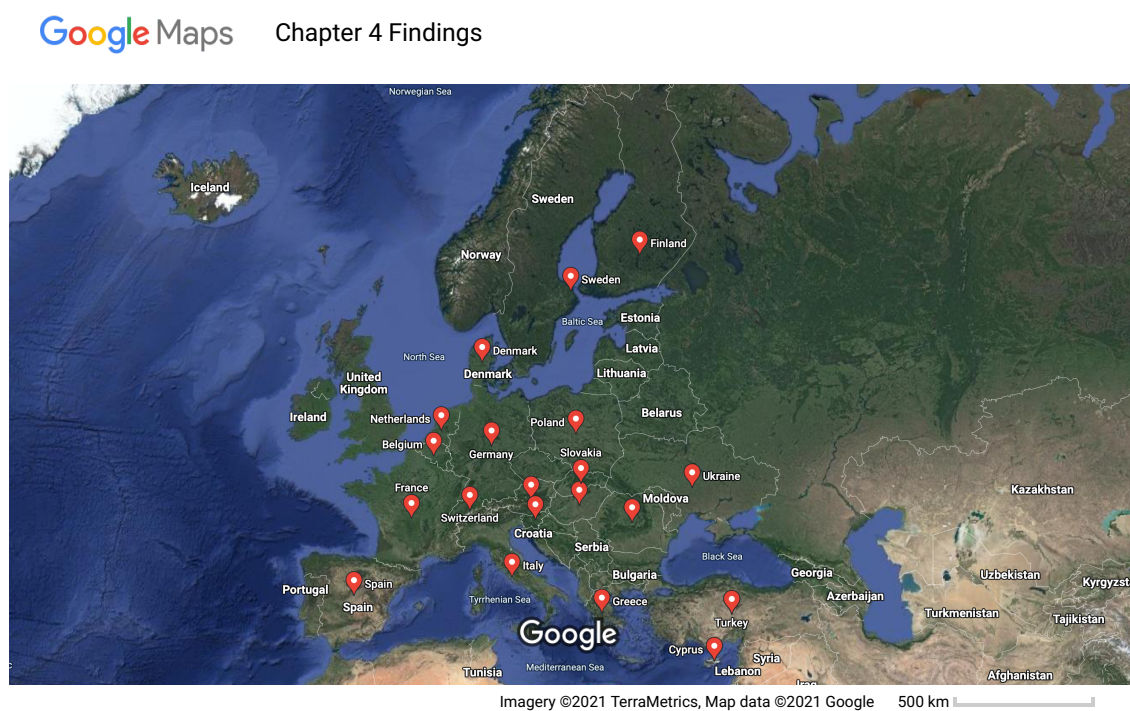 Google Maps
Chapter 4 Findings
Norwegian Sea
Iceland
Sweden
Finland
Norway
Sweden
Estonia
Baltic Sea
Latvia
North Sea
Denmark
Denmark
Lithuania
United
Kingdom
Ireland
Netherlands
Poland
Belarus
Belgium
Germany
Slovakia
Ukraine
France
Moldova
Kazakhstan
Switzerland
Croatia
Serbia
Black Sea
Italy
Bulgaria
Georgia
Uzbekistan
Kyrgyzst
Portugal
Spain
Spain
Tyrrhenian Sea
Greece
Azerbaijan
Turkmenistan
Tajikistan
Turkey
Google
Cyprus
Syria
Tunisia
Mediterranean Sea
Lebanon
Afghanistan
Iraq
Imagery ©2021 TerraMetrics, Map data ©2021 Google
500 km